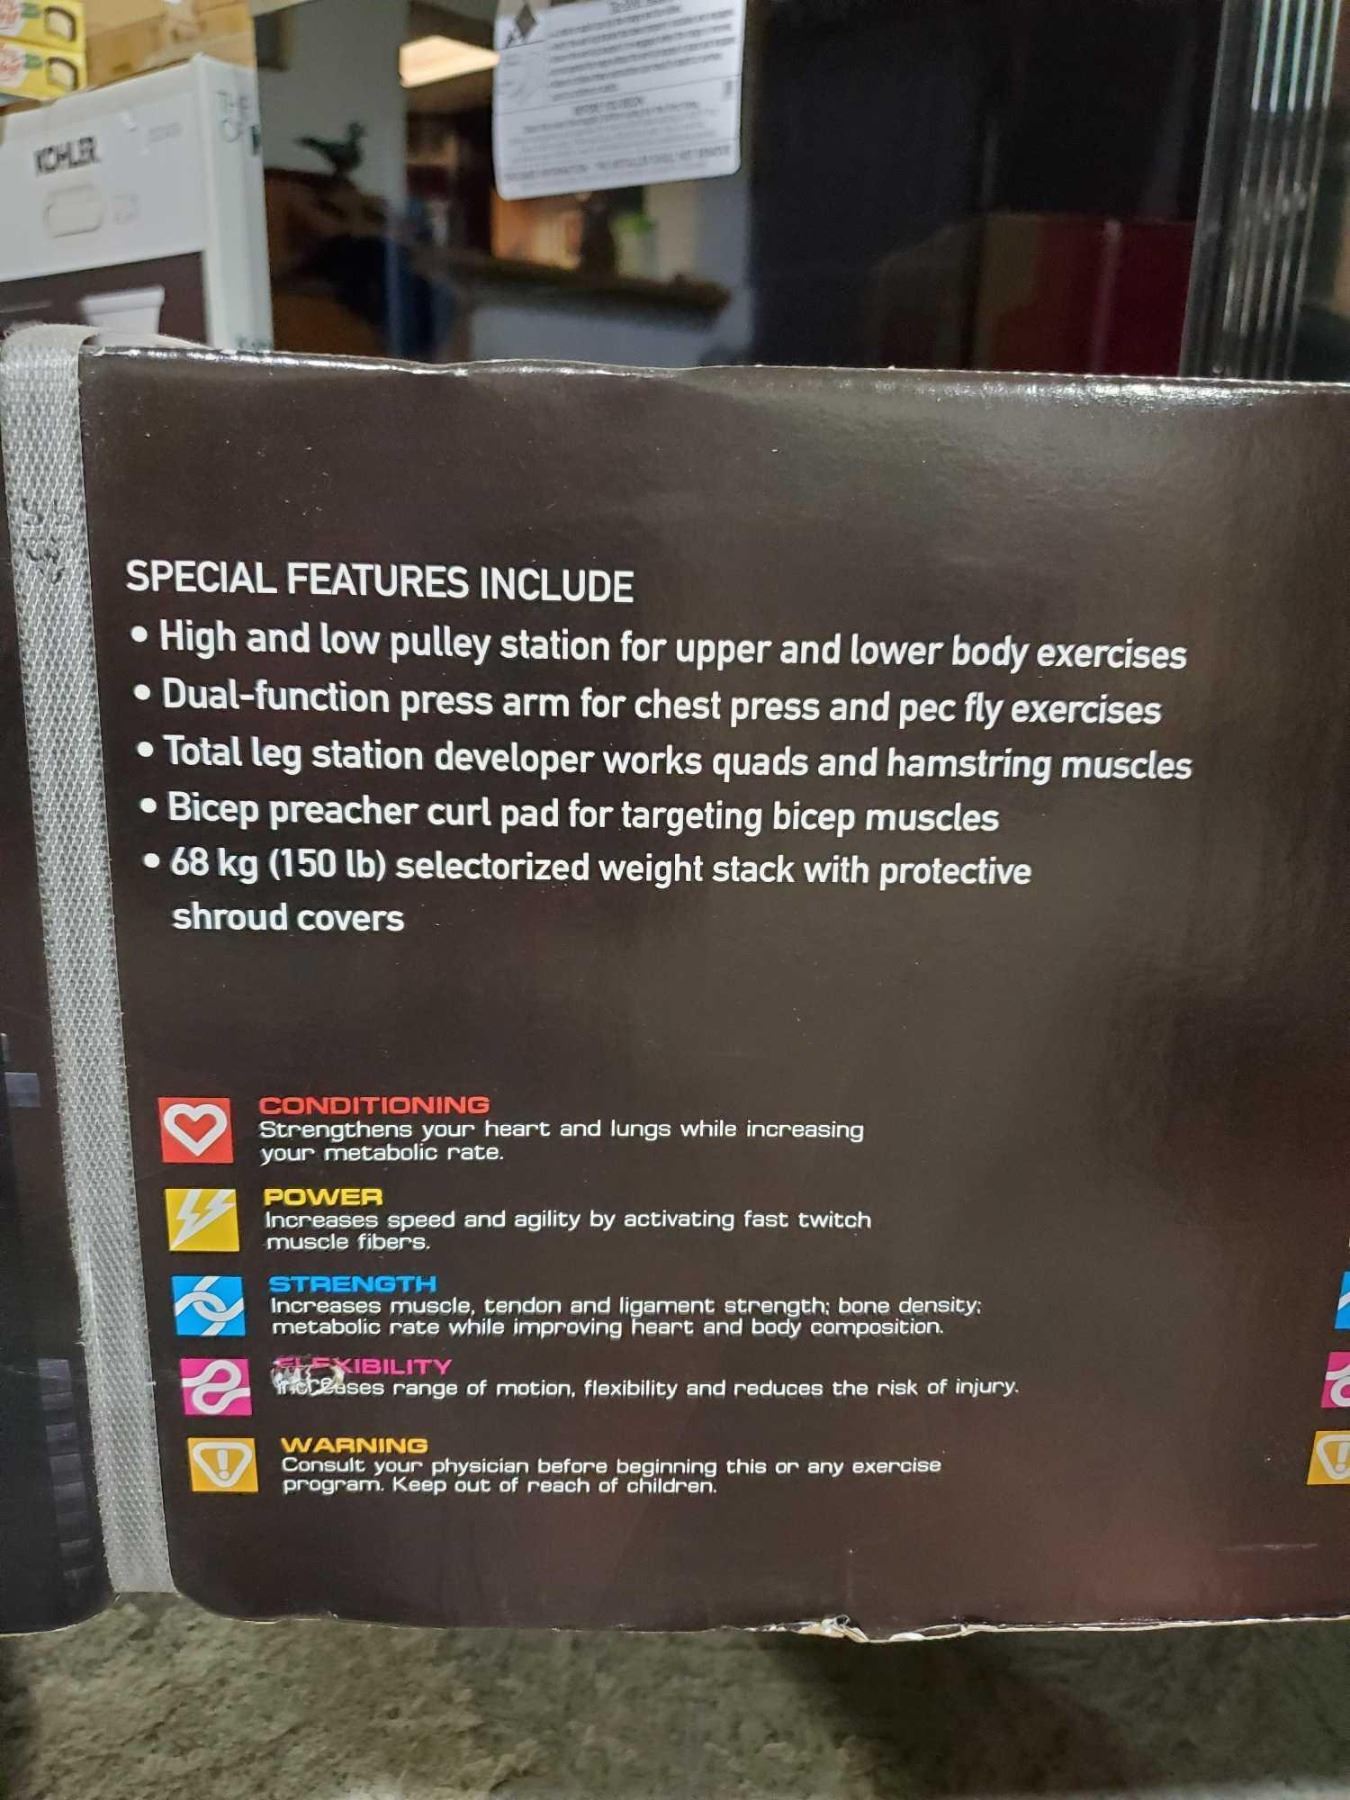 KOHLER
SPECIAL FEATURES INCLUDE
• High and low pulley station for upper and lower body exercises
• Dual-function press arm for chest press and pec fly exercises
• Total leg station developer works quads and hamstring muscles
• Bicep preacher curl pad for targeting bicep muscles
• 68 kg (150 lb) selectorized weight stack with protective
shroud covers
CONDITIONING
Strengthens your heart and lungs while increasing
your metabolic rate.
POWER
Increases speed and agility by activating fast twitch
muscle fibers.
STRENGTH
Increases muscle, tendon and ligament strength; bone density;
metabolic rate while improving heart and body composition.
FLEXIBILITY
Increases range of motion, flexibility and reduces the risk of injury.
WARNING
Consult your physician before beginning this or any exercise
program. Keep out of reach of children.